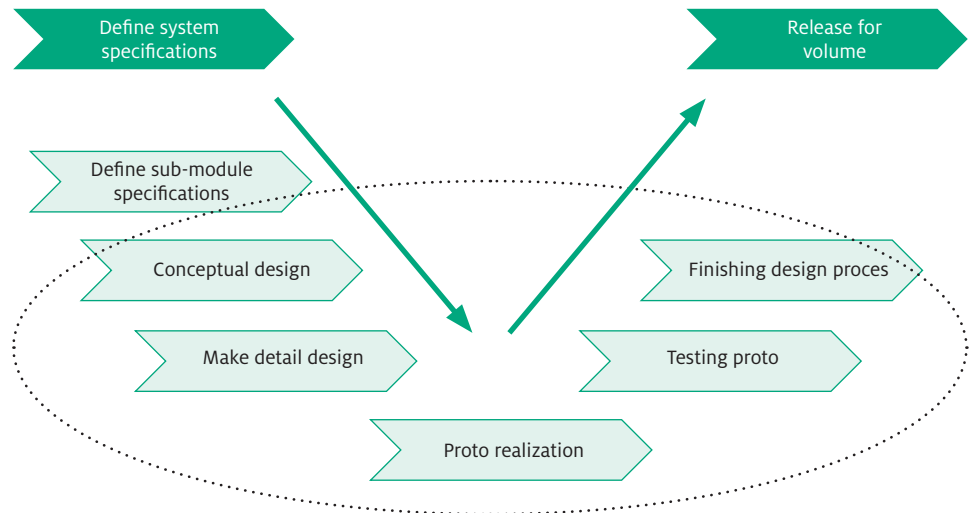 Define system
specifications
Release for
volume
Define sub-module
specifications
Conceptual design
Finishing design proces
Make detail design
Testing proto
Proto realization